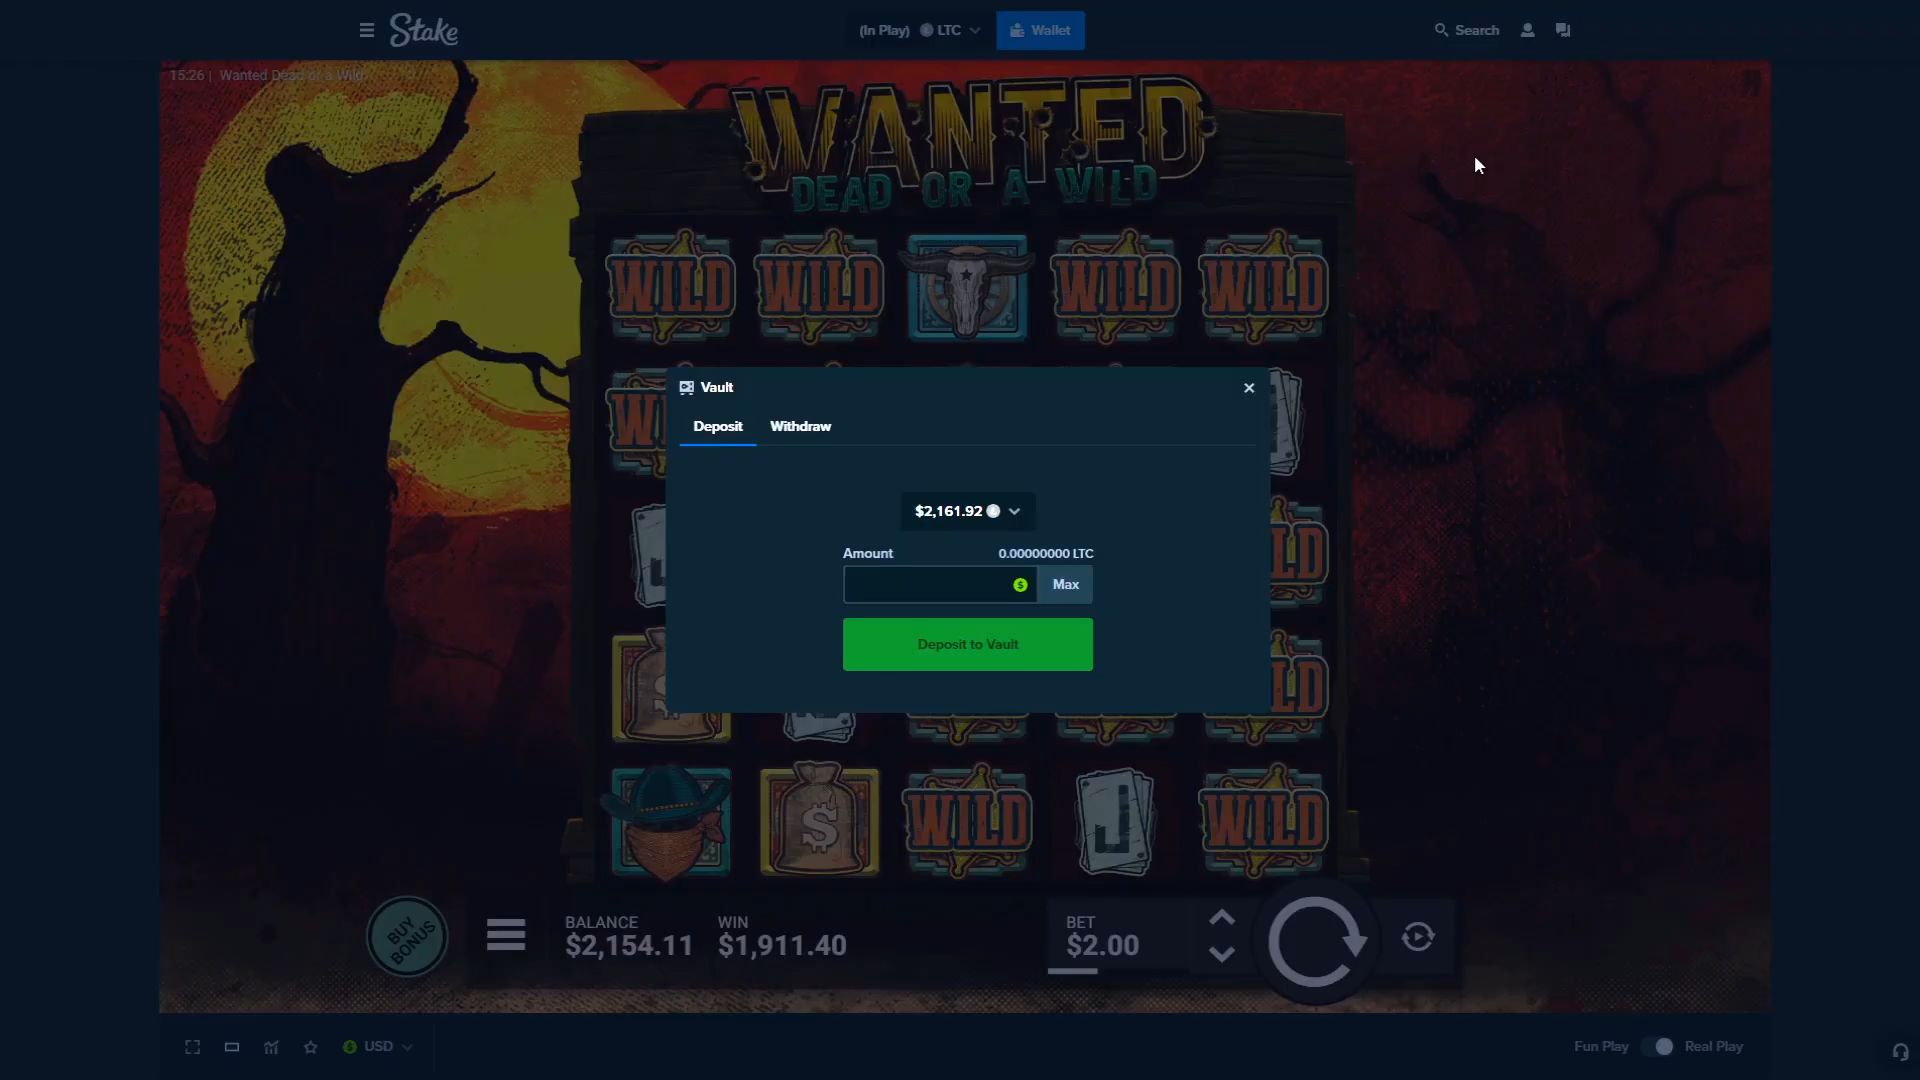 Stake
(In Play) LTC
Wallet
Search
15:26 | Wanted Dead or a Wild
WANTED
DEAD OR A WILD
WILD
WILD
WILD
WILD
Vault
Deposit
Withdraw
$2,161.92
Amount
0.00000000 LTC
$
Max
Deposit to Vault
$
WILD
J
WILD
BUY BONUS
BALANCE
$2,154.11
WIN
$1,911.40
BET
$2.00
$
USD
Fun Play
Real Play